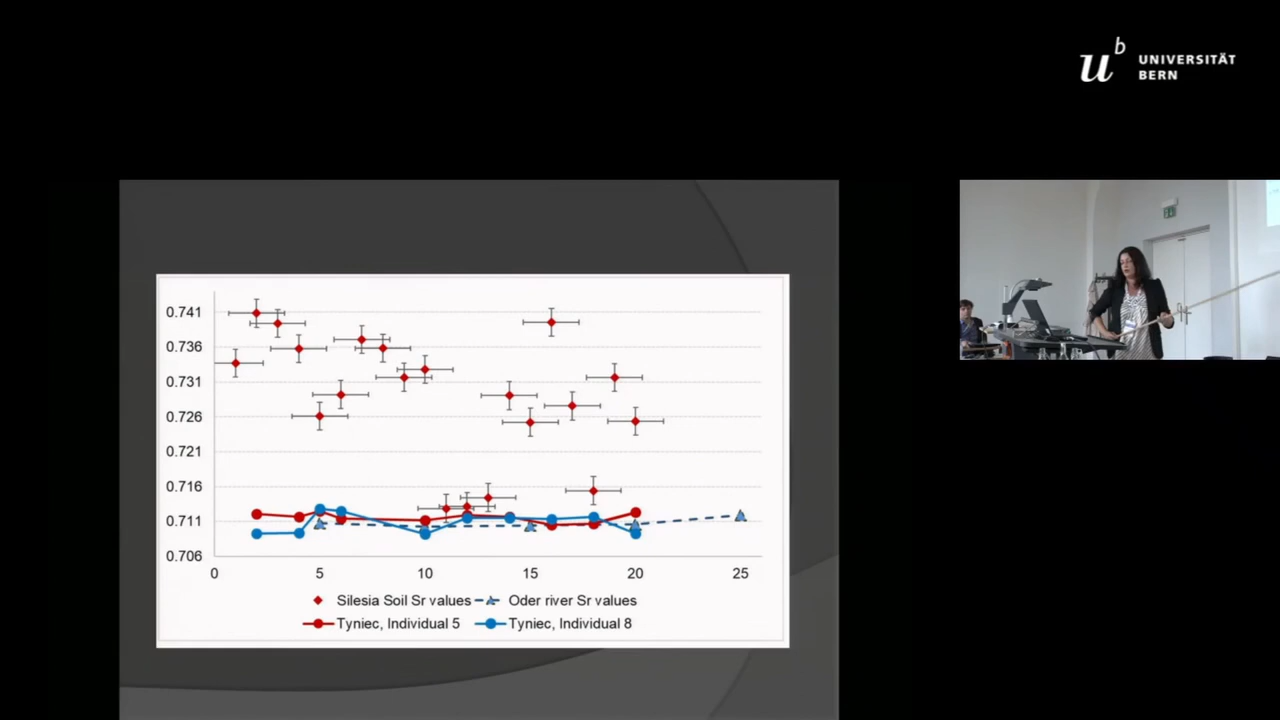 u b UNIVERSITÄT
BERN
0.741
0.736
0.731
0.726
0.721
0.716
0.711
0.706
0 5 10 15 20 25
Silesia Soil Sr values Oder river Sr values
Tyniec, Individual 5 Tyniec, Individual 8